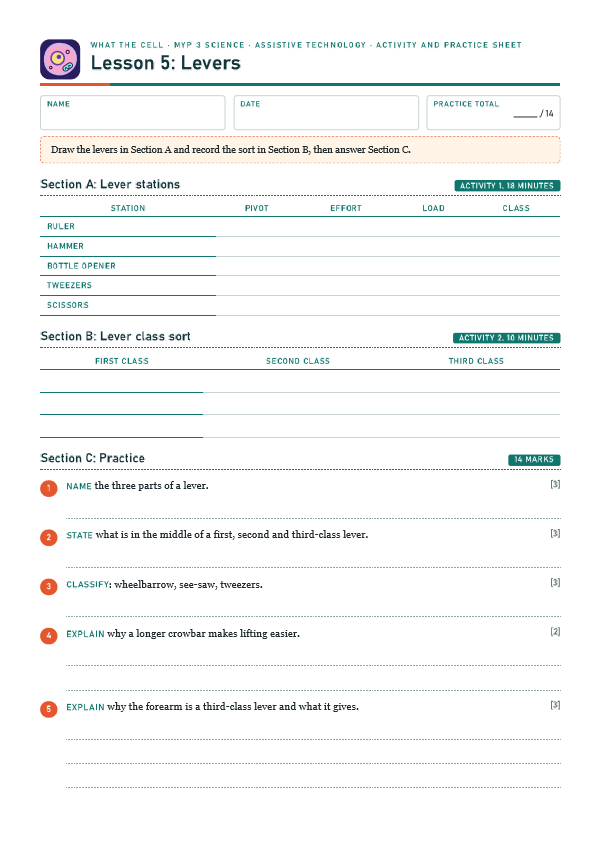 WHAT THE CELL · MYP 3 SCIENCE · ASSISTIVE TECHNOLOGY · ACTIVITY AND PRACTICE SHEET
Lesson 5: Levers
NAME
DATE
PRACTICE TOTAL
_____ / 14
Draw the levers in Section A and record the sort in Section B, then answer Section C.
Section A: Lever stations
ACTIVITY 1, 18 MINUTES
STATION PIVOT EFFORT LOAD CLASS
RULER
HAMMER
BOTTLE OPENER
TWEEZERS
SCISSORS
Section B: Lever class sort
ACTIVITY 2, 10 MINUTES
FIRST CLASS SECOND CLASS THIRD CLASS
Section C: Practice
14 MARKS
1 NAME the three parts of a lever. [3]
2 STATE what is in the middle of a first, second and third-class lever. [3]
3 CLASSIFY: wheelbarrow, see-saw, tweezers. [3]
4 EXPLAIN why a longer crowbar makes lifting easier. [2]
5 EXPLAIN why the forearm is a third-class lever and what it gives. [3]